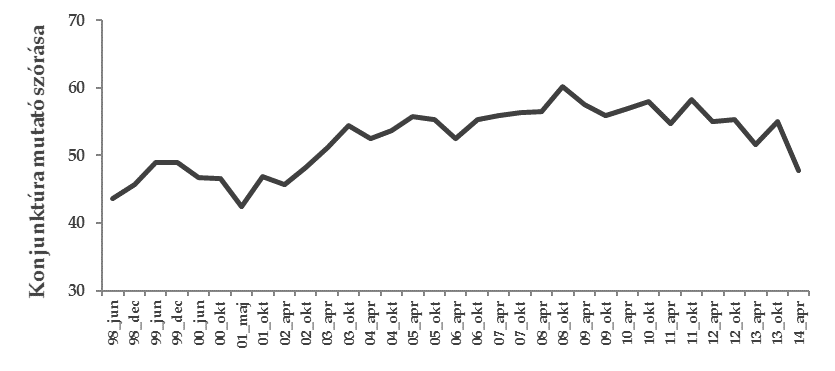 Konjunktúra mutató szórása
70
60
50
40
30
98_jun
98_dec
99_jun
99_dec
00_jun
00_okt
01_maj
01_okt
02_apr
02_okt
03_apr
03_okt
04_apr
04_okt
05_apr
05_okt
06_apr
06_okt
07_apr
07_okt
08_apr
08_okt
09_apr
09_okt
10_apr
10_okt
11_apr
11_okt
12_apr
12_okt
13_apr
13_okt
14_apr